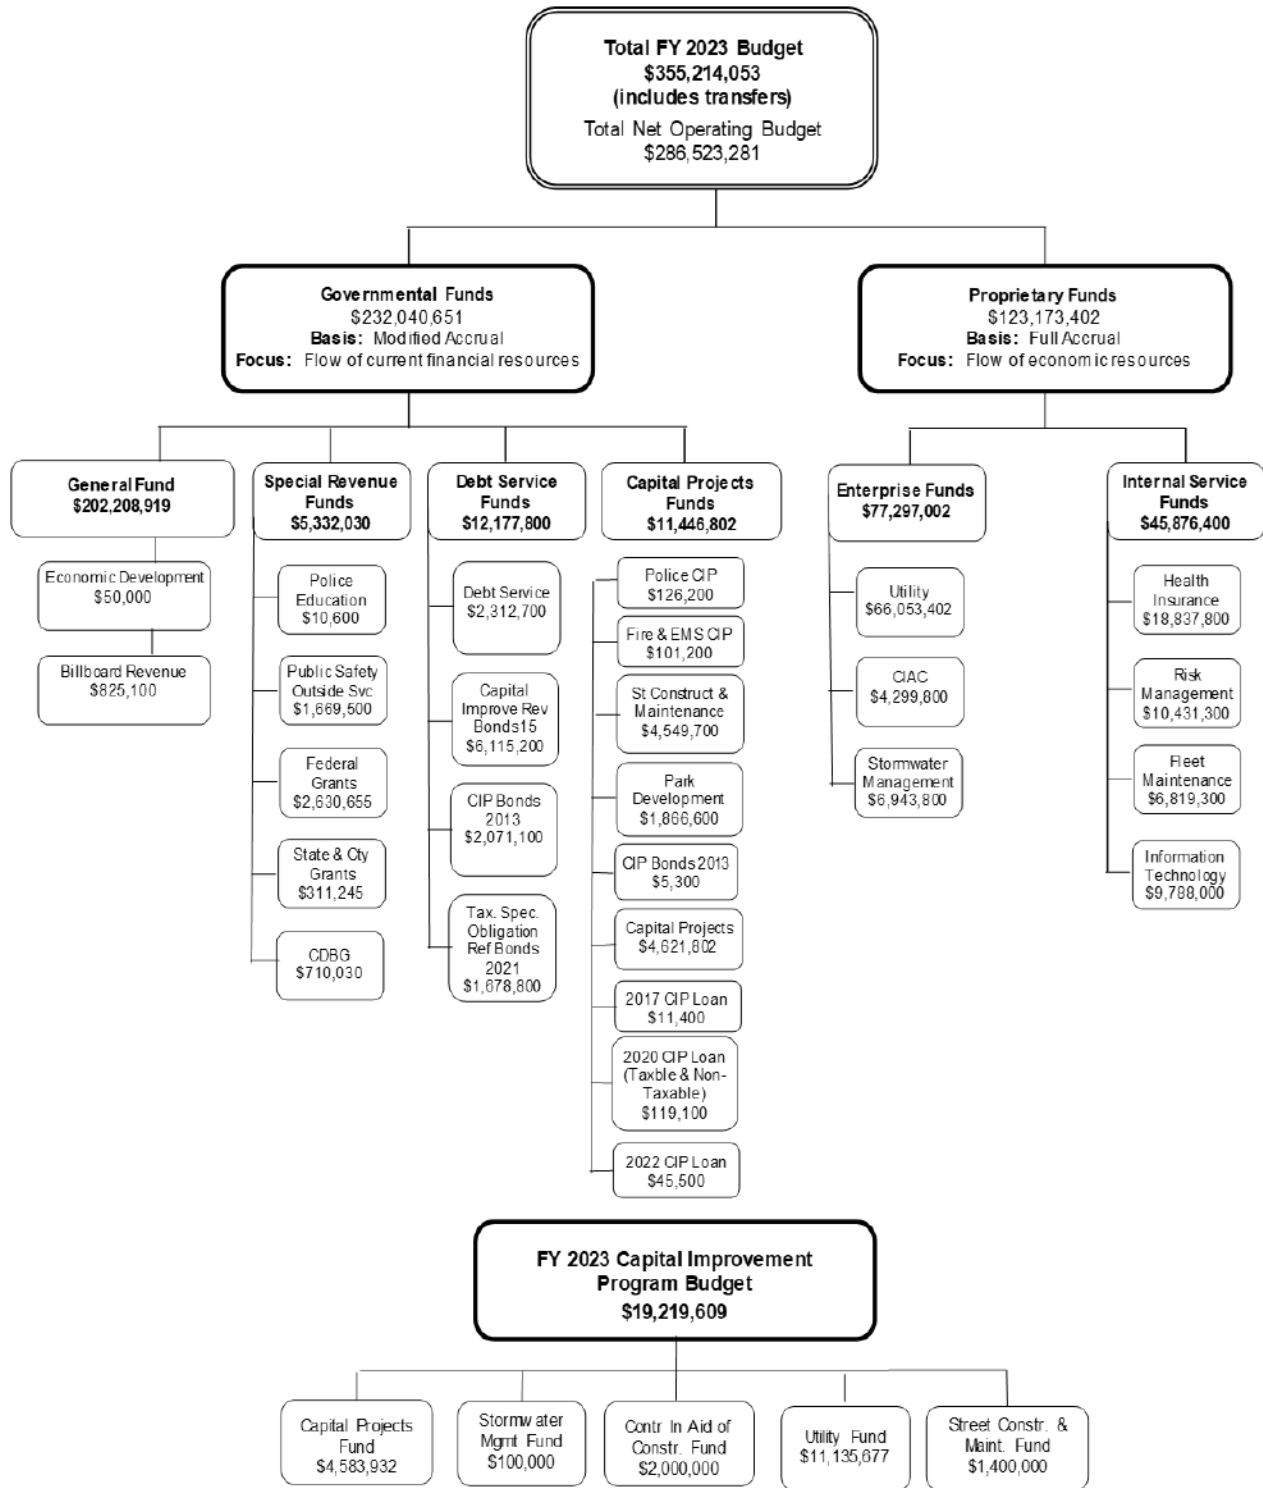 Total FY 2023 Budget
$355,214,053
(includes transfers)
Total Net Operating Budget
$286,523,281
Governmental Funds
$232,040,651
Basis: Modified Accrual
Focus: Flow of current financial resources
Proprietary Funds
$123,173,402
Basis: Full Accrual
Focus: Flow of economic resources
General Fund
$202,208,919
Economic Development
$50,000
Billboard Revenue
$825,100
Special Revenue
Funds
$5,332,030
Police
Education
$10,600
Public Safety
Outside Svc
$1,669,500
Federal
Grants
$2,630,655
State & Cty
Grants
$311,245
CDBG
$710,030
Debt Service
Funds
$12,177,800
Debt Service
$2,312,700
Capital
Improve Rev
Bonds15
$6,115,200
CIP Bonds
2013
$2,071,100
Tax. Spec.
Obligation
Ref Bonds
2021
$1,678,800
Capital Projects
Funds
$11,446,802
Police CIP
$126,200
Fire & EMS CIP
$101,200
St Construct &
Maintenance
$4,549,700
Park
Development
$1,866,600
CIP Bonds 2013
$5,300
Capital Projects
$4,621,802
2017 CIP Loan
$11,400
2020 CIP Loan
(Taxble & Non-
Taxable)
$119,100
2022 CIP Loan
$45,500
Enterprise Funds
$77,297,002
Utility
$66,053,402
CIAC
$4,299,800
Stormwater
Management
$6,943,800
Internal Service
Funds
$45,876,400
Health
Insurance
$18,837,800
Risk
Management
$10,431,300
Fleet
Maintenance
$6,819,300
Information
Technology
$9,788,000
FY 2023 Capital Improvement
Program Budget
$19,219,609
Capital Projects
Fund
$4,583,932
Stormwater
Mgmt Fund
$100,000
Contr In Aid of
Constr. Fund
$2,000,000
Utility Fund
$11,135,677
Street Constr. &
Maint. Fund
$1,400,000